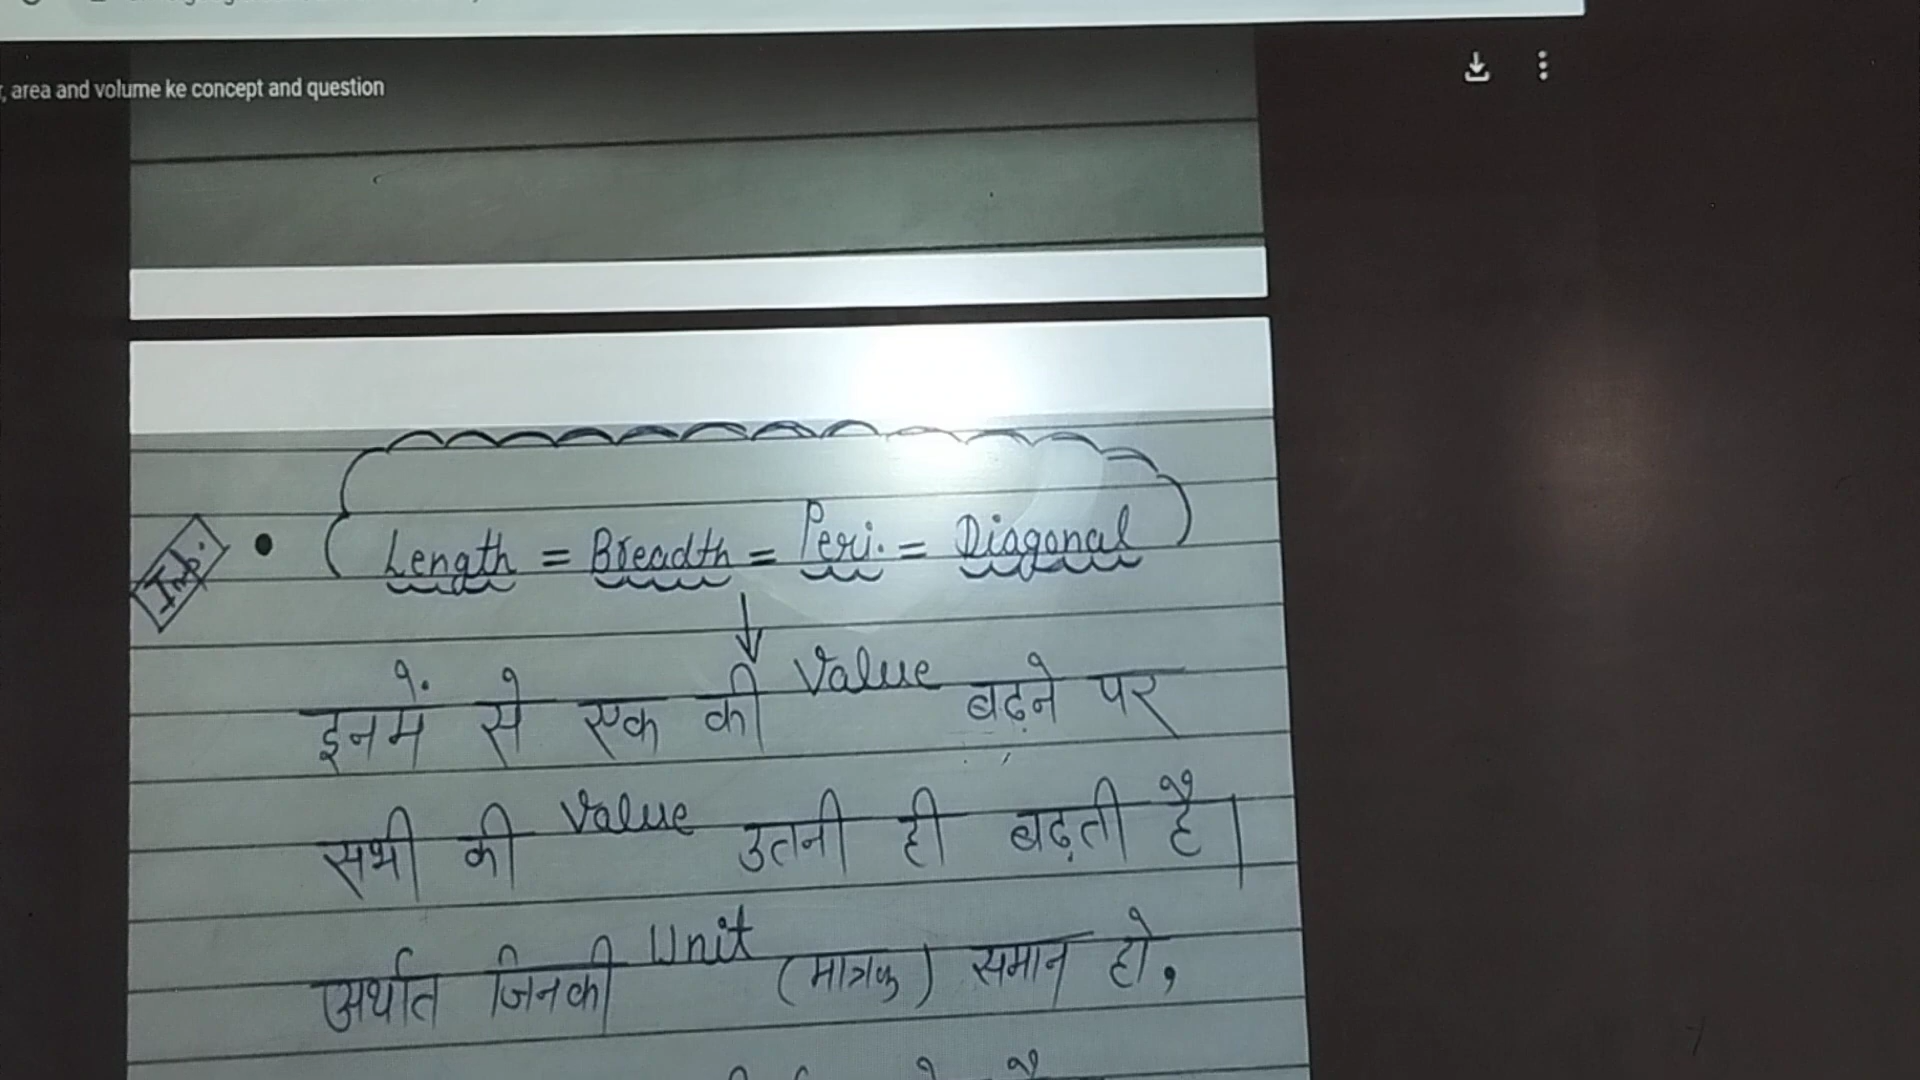 , area and volume ke concept and question
Imp. • Length = Breadth = Peri. = Diagonal
↓
इनमें से एक की Value बढ़ने पर
सभी की Value उतनी ही बढ़ती है।
अर्थात जिनकी Unit (मात्रक) समान हो,